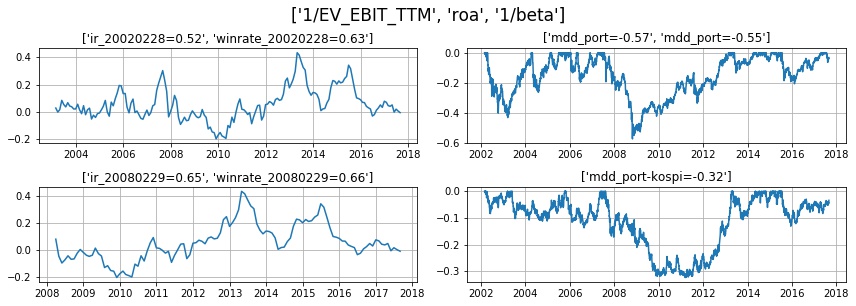 ['1/EV_EBIT_TTM', 'roa', '1/beta']
['ir_20020228=0.52', 'winrate_20020228=0.63']
0.4
0.2
0.0
−0.2
2004 2006 2008 2010 2012 2014 2016 2018
['mdd_port=-0.57', 'mdd_port=-0.55']
0.0
−0.2
−0.4
−0.6
2002 2004 2006 2008 2010 2012 2014 2016 2018
['ir_20080229=0.65', 'winrate_20080229=0.66']
0.4
0.2
0.0
−0.2
2008 2009 2010 2011 2012 2013 2014 2015 2016 2017 2018
['mdd_port-kospi=-0.32']
0.0
−0.1
−0.2
−0.3
2002 2004 2006 2008 2010 2012 2014 2016 2018